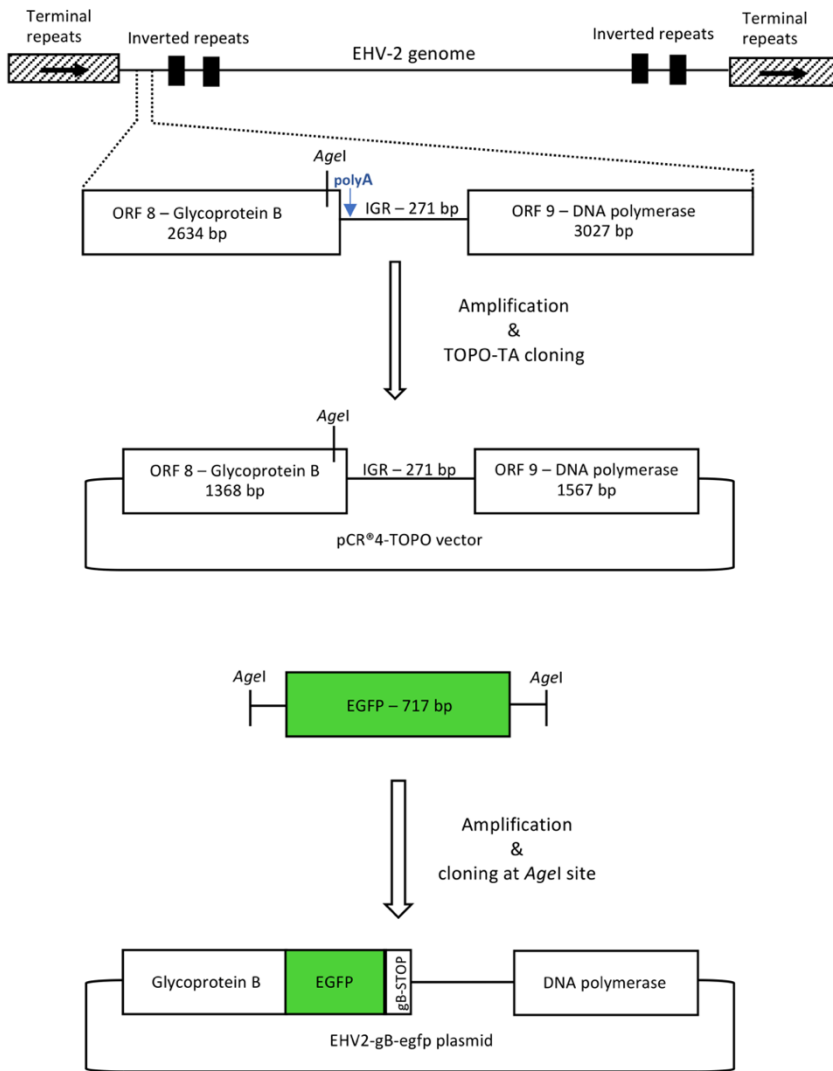 Terminal
repeats
Inverted repeats
EHV-2 genome
Inverted repeats
Terminal
repeats
AgeI
polyA
ORF 8 – Glycoprotein B
2634 bp
IGR – 271 bp
ORF 9 – DNA polymerase
3027 bp
Amplification
&
TOPO-TA cloning
AgeI
ORF 8 – Glycoprotein B
1368 bp
IGR – 271 bp
ORF 9 – DNA polymerase
1567 bp
pCR®4-TOPO vector
AgeI
EGFP – 717 bp
AgeI
Amplification
&
cloning at AgeI site
Glycoprotein B
EGFP
gB-STOP
DNA polymerase
EHV2-gB-egfp plasmid